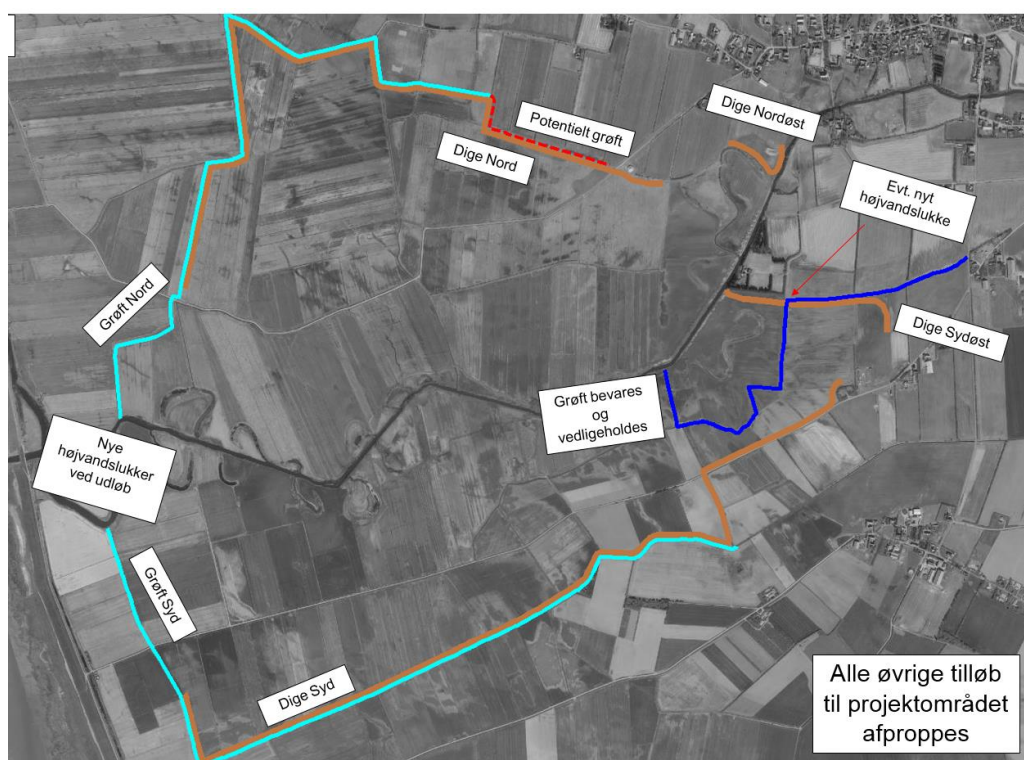 Dige Nordøst
Potentielt grøft
Dige Nord
Evt. nyt
højvandslukke
Grøft Nord
Dige Sydøst
Grøft bevares
og
vedligeholdes
Nye
højvandslukker
ved udløb
Grøft Syd
Dige Syd
Alle øvrige tilløb
til projektområdet
afproppes